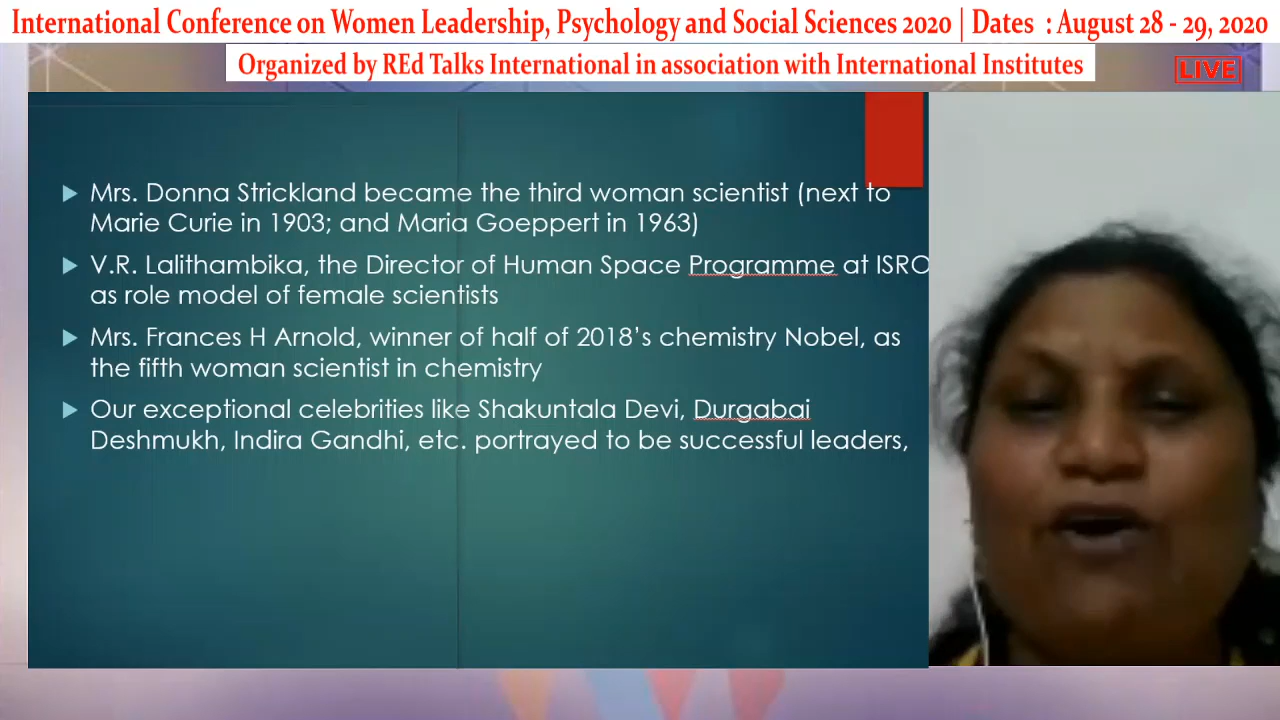 International Conference on Women Leadership, Psychology and Social Sciences 2020 | Dates : August 28 - 29, 2020
Organized by REd Talks International in association with International Institutes
LIVE
Mrs. Donna Strickland became the third woman scientist (next to
Marie Curie in 1903; and Maria Goeppert in 1963)
V.R. Lalithambika, the Director of Human Space Programme at ISRO
as role model of female scientists
Mrs. Frances H Arnold, winner of half of 2018's chemistry Nobel, as
the fifth woman scientist in chemistry
Our exceptional celebrities like Shakuntala Devi, Durgabai
Deshmukh, Indira Gandhi, etc. portrayed to be successful leaders,